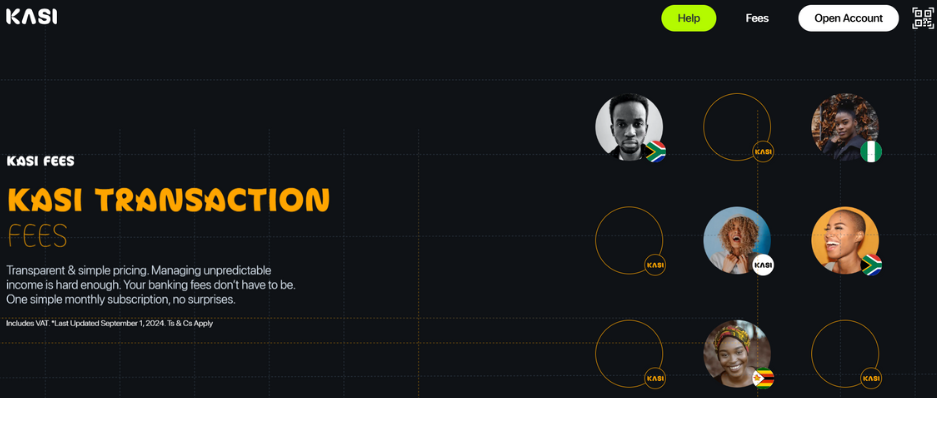 KASI
Help
Fees
Open Account
KASI FEES
KASI TRANSACTION
FEES
Transparent & simple pricing. Managing unpredictable
income is hard enough. Your banking fees don't have to be.
One simple monthly subscription, no surprises.
Includes VAT. *Last Updated September 1, 2024. Ts & Cs Apply
KASI
KASI
KASI
KASI
KASI